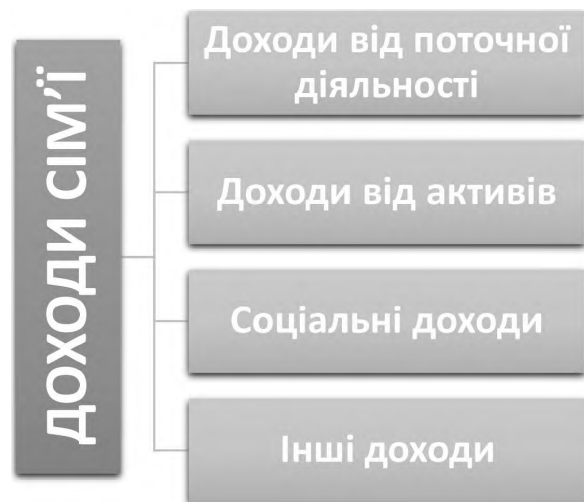 ДОХОДИ СІМ’Ї
Доходи від поточної
діяльності
Доходи від активів
Соціальні доходи
Інші доходи